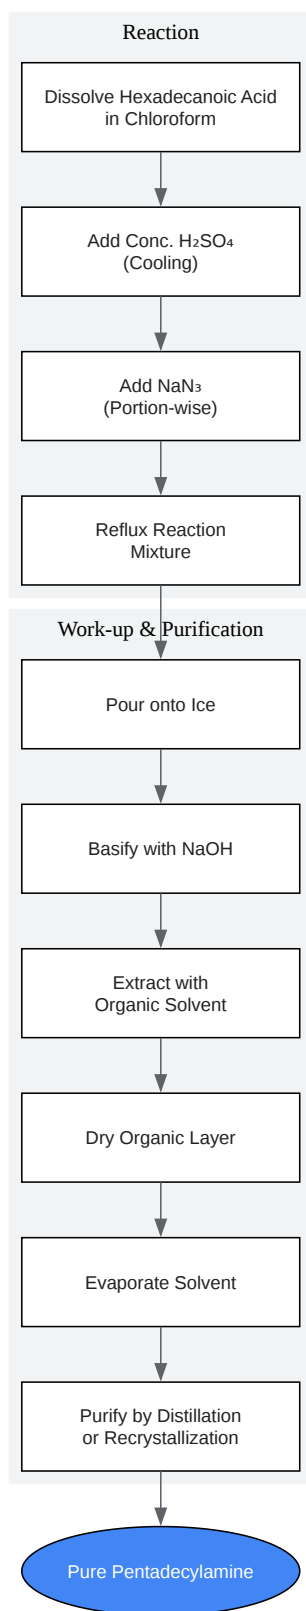 Reaction
Dissolve Hexadecanoic Acid
in Chloroform
Add Conc. H₂SO₄
(Cooling)
Add NaN₃
(Portion-wise)
Reflux Reaction
Mixture
Work-up & Purification
Pour onto Ice
Basify with NaOH
Extract with
Organic Solvent
Dry Organic Layer
Evaporate Solvent
Purify by Distillation
or Recrystallization
Pure Pentadecylamine